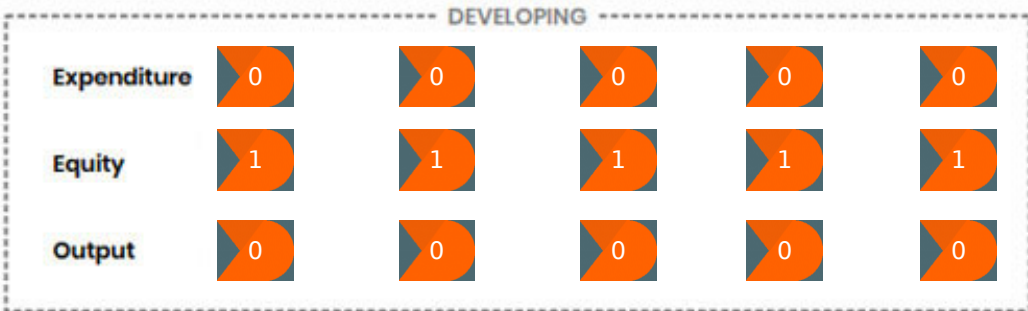 DEVELOPING
Expenditure 0 0 0 0 0
Equity 1 1 1 1 1
Output 0 0 0 0 0